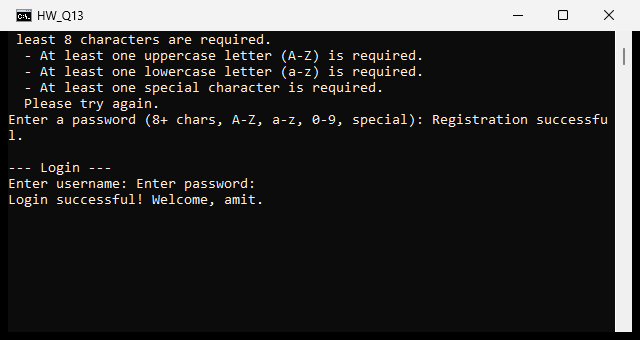 HW_Q13
least 8 characters are required.
- At least one uppercase letter (A-Z) is required.
- At least one lowercase letter (a-z) is required.
- At least one special character is required.
Please try again.
Enter a password (8+ chars, A-Z, a-z, 0-9, special): Registration successfu
l.
--- Login ---
Enter username: Enter password:
Login successful! Welcome, amit.